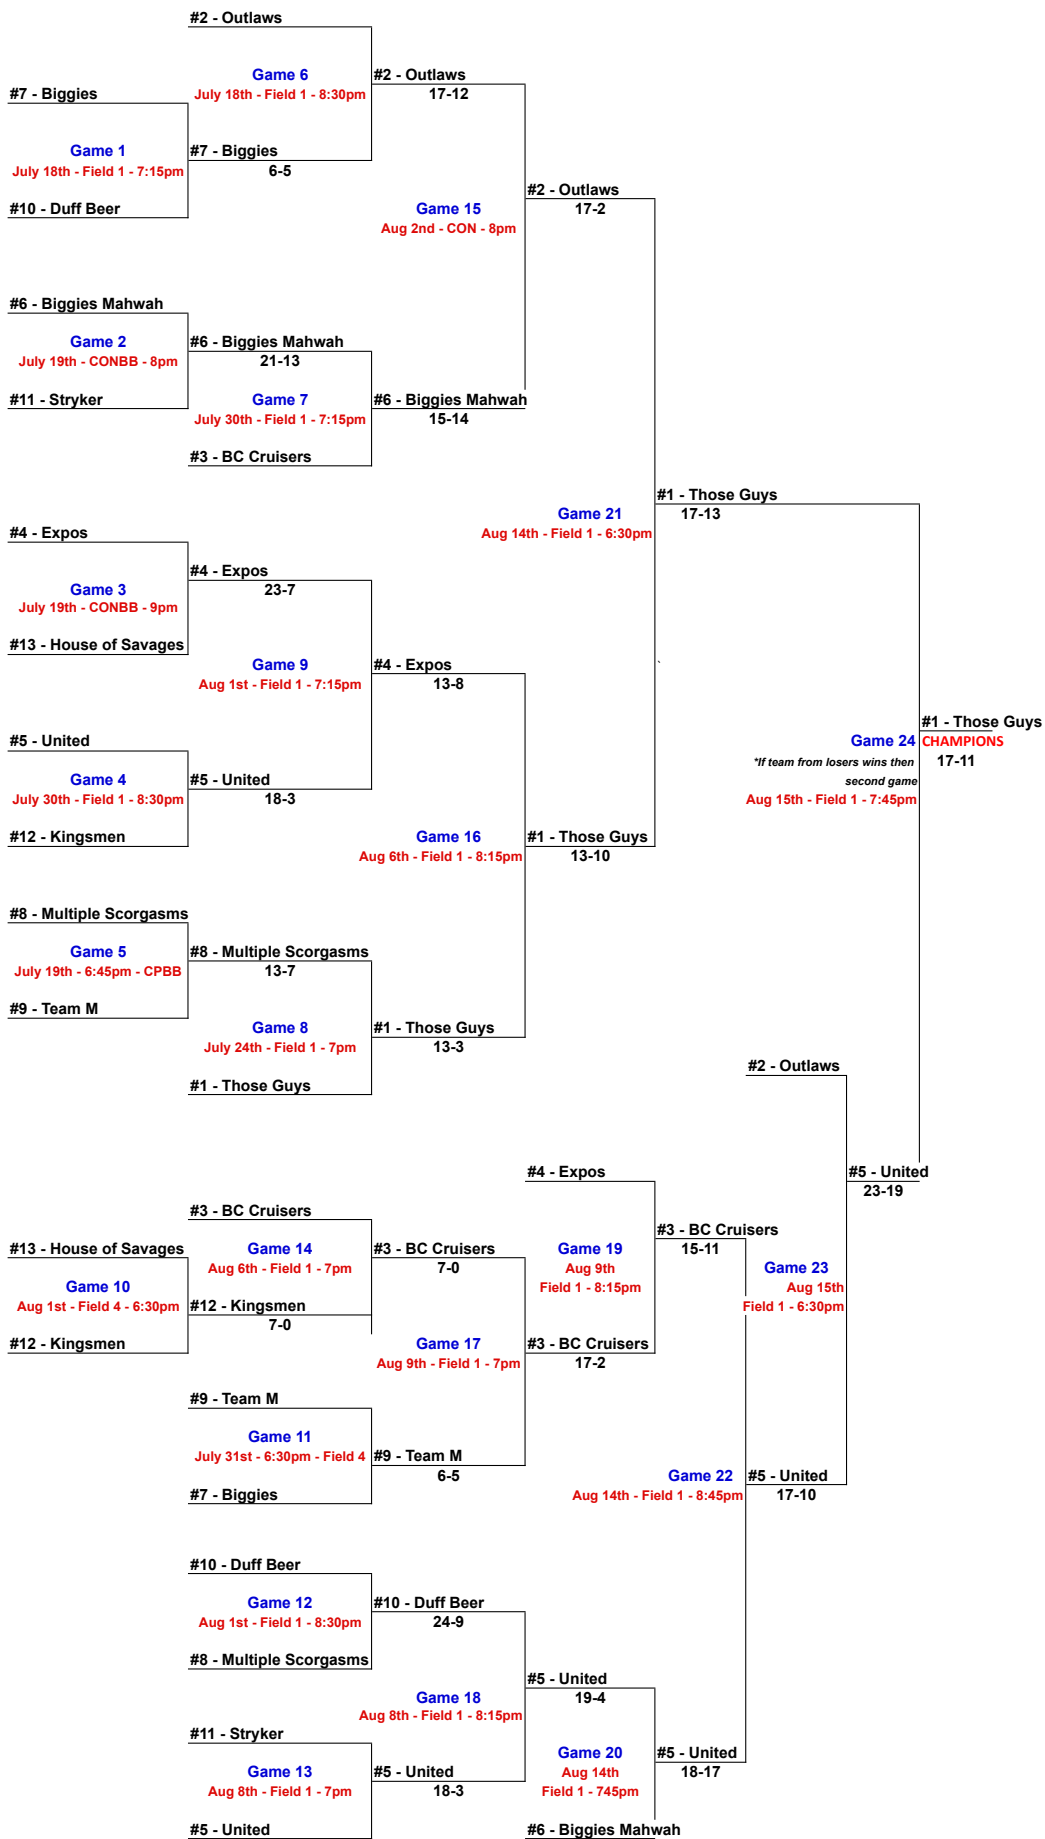 #2 - Outlaws
Game 6
#2 - Outlaws
#7 - Biggies
July 18th - Field 1 - 8:30pm
17-12
Game 1
#7 - Biggies
July 18th - Field 1 - 7:15pm
6-5
#2 - Outlaws
#10 - Duff Beer
Game 15
17-2
Aug 2nd - CON - 8pm
#6 - Biggies Mahwah
Game 2
#6 - Biggies Mahwah
July 19th - CONBB - 8pm
21-13
#11 - Stryker
Game 7
#6 - Biggies Mahwah
July 30th - Field 1 - 7:15pm
15-14
#3 - BC Cruisers
#1 - Those Guys
Game 21
17-13
#4 - Expos
Aug 14th - Field 1 - 6:30pm
#4 - Expos
Game 3
23-7
July 19th - CONBB - 9pm
#13 - House of Savages
Game 9
#4 - Expos
`
Aug 1st - Field 1 - 7:15pm
13-8
#1 - Those Guys
#5 - United
Game 24
CHAMPIONS
*If team from losers wins then
17-11
Game 4
#5 - United
second game
July 30th - Field 1 - 8:30pm
18-3
Aug 15th - Field 1 - 7:45pm
#12 - Kingsmen
Game 16
#1 - Those Guys
Aug 6th - Field 1 - 8:15pm
13-10
#8 - Multiple Scorgasms
Game 5
#8 - Multiple Scorgasms
July 19th - 6:45pm - CPBB
13-7
#9 - Team M
Game 8
#1 - Those Guys
July 24th - Field 1 - 7pm
13-3
#2 - Outlaws
#1 - Those Guys
#4 - Expos
#5 - United
23-19
#3 - BC Cruisers
#3 - BC Cruisers
#13 - House of Savages
Game 14
#3 - BC Cruisers
Game 19
15-11
Aug 6th - Field 1 - 7pm
7-0
Aug 9th
Game 23
Game 10
Field 1 - 8:15pm
Aug 15th
Aug 1st - Field 4 - 6:30pm
#12 - Kingsmen
Field 1 - 6:30pm
7-0
#12 - Kingsmen
Game 17
#3 - BC Cruisers
Aug 9th - Field 1 - 7pm
17-2
#9 - Team M
Game 11
July 31st - 6:30pm - Field 4
#9 - Team M
6-5
Game 22
#5 - United
#7 - Biggies
Aug 14th - Field 1 - 8:45pm
17-10
#10 - Duff Beer
Game 12
#10 - Duff Beer
Aug 1st - Field 1 - 8:30pm
24-9
#8 - Multiple Scorgasms
#5 - United
Game 18
19-4
Aug 8th - Field 1 - 8:15pm
#11 - Stryker
Game 20
#5 - United
Game 13
#5 - United
Aug 14th
18-17
Aug 8th - Field 1 - 7pm
18-3
Field 1 - 745pm
#5 - United
#6 - Biggies Mahwah